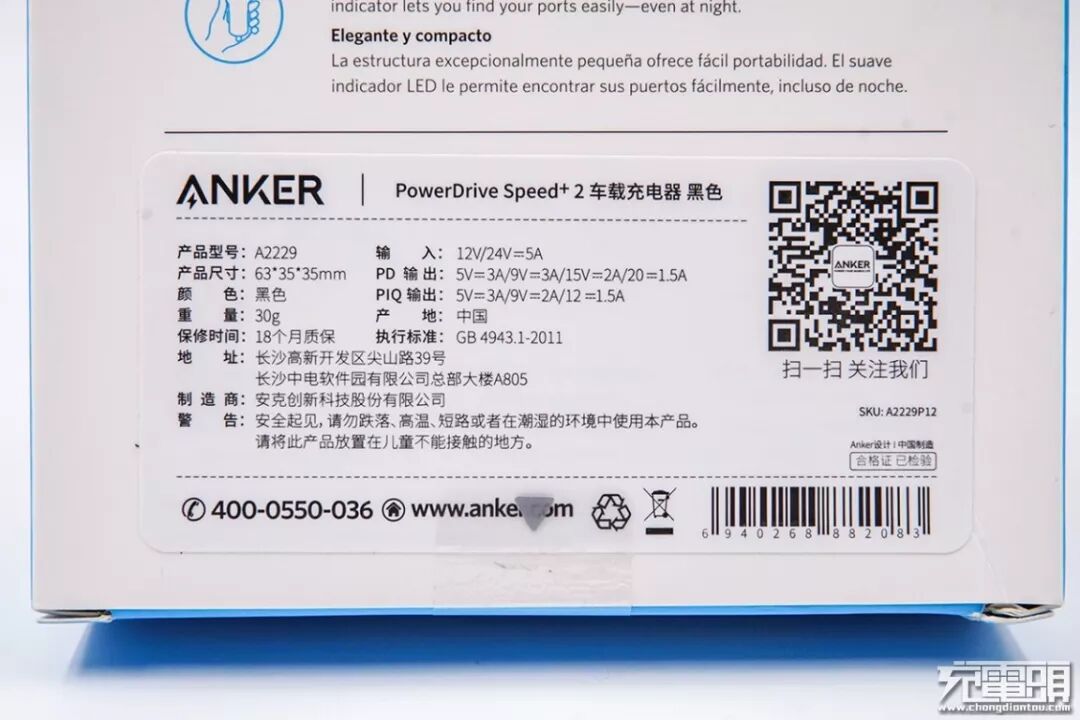 indicator lets you find your ports easily—even at night.
Elegante y compacto
La estructura excepcionalmente pequeña ofrece fácil portabilidad. El suave
indicador LED le permite encontrar sus puertos fácilmente, incluso de noche.
ANKER | PowerDrive Speed⁺ 2 车载充电器 黑色
产品型号: A2229 输 入: 12V/24V⎓5A
产品尺寸: 63*35*35mm PD 输出: 5V⎓3A/9V⎓3A/15V⎓2A/20⎓1.5A
颜 色: 黑色 PIQ 输出: 5V⎓3A/9V⎓2A/12⎓1.5A
重 量: 30g 产 地: 中国
保修时间: 18个月质保 执行标准: GB 4943.1-2011
地 址: 长沙高新开发区尖山路39号
长沙中电软件园有限公司总部大楼A805
制 造 商: 安克创新科技股份有限公司
警 告: 安全起见,请勿跌落、高温、短路或者在潮湿的环境中使用本产品。
请将此产品放置在儿童不能接触的地方。
ANKER
扫一扫 关注我们
SKU: A2229P12
Anker设计 | 中国制造
合格证 已检验
400-0550-036 www.anker.com
6 940268 882083
充電頭
www.chongdiantou.com